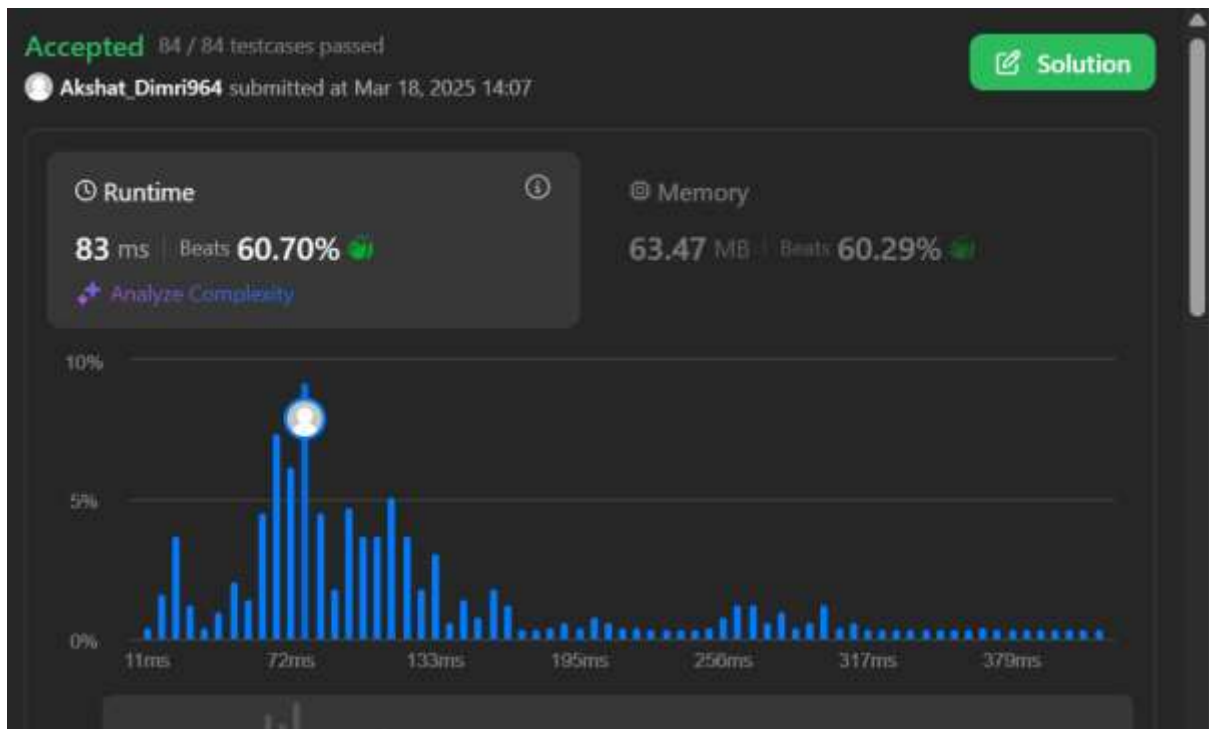 Accepted 84 / 84 testcases passed
Solution
Akshat_Dimri964 submitted at Mar 18, 2025 14:07
Runtime
83 ms | Beats 60.70%
Analyze Complexity
Memory
63.47 MB | Beats 60.29%
10%
5%
0%
11ms 72ms 133ms 195ms 256ms 317ms 379ms